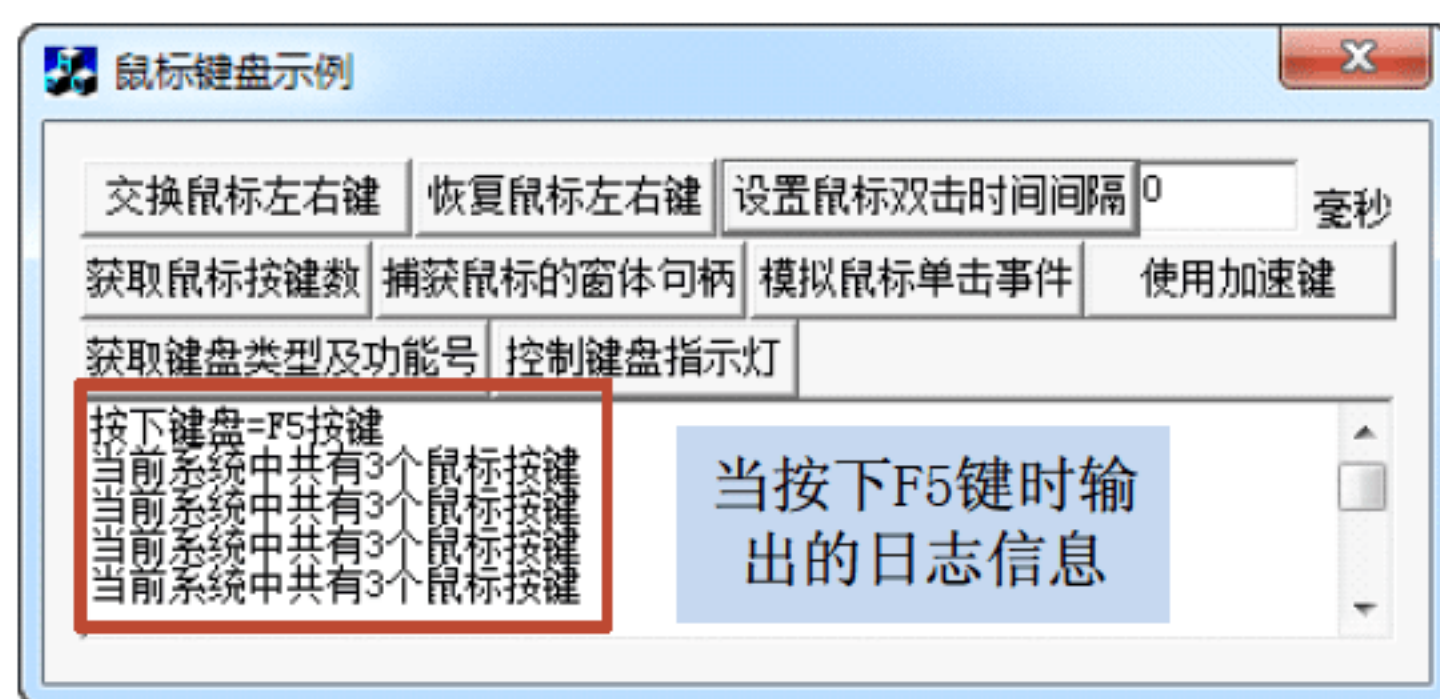 鼠标键盘示例
交换鼠标左右键 恢复鼠标左右键 设置鼠标双击时间间隔 0 毫秒
获取鼠标按键数 捕获鼠标的窗体句柄 模拟鼠标单击事件 使用加速键
获取键盘类型及功能号 控制键盘指示灯
按下键盘=F5按键
当前系统中共有3个鼠标按键
当前系统中共有3个鼠标按键
当前系统中共有3个鼠标按键
当前系统中共有3个鼠标按键
当按下F5键时输
出的日志信息